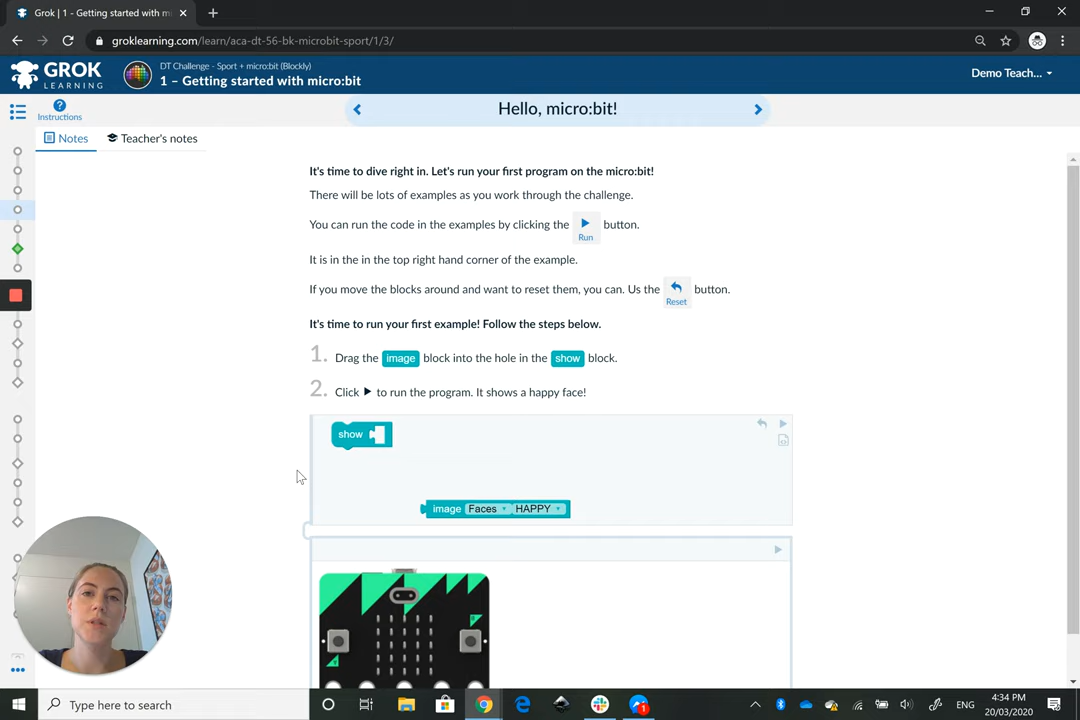 Grok | 1 - Getting started with m
groklearning.com/learn/aca-dt-56-bk-microbit-sport/1/3/
GROK
LEARNING
DT Challenge - Sport + micro:bit (Blockly)
1 – Getting started with micro:bit
Demo Teach...
Instructions
Hello, micro:bit!
Notes
Teacher's notes
It's time to dive right in. Let's run your first program on the micro:bit!
There will be lots of examples as you work through the challenge.
You can run the code in the examples by clicking the Run button.
It is in the in the top right hand corner of the example.
If you move the blocks around and want to reset them, you can. Us the Reset button.
It's time to run your first example! Follow the steps below.
1. Drag the image block into the hole in the show block.
2. Click to run the program. It shows a happy face!
show
image Faces HAPPY
Type here to search
1
ENG
4:34 PM
20/03/2020